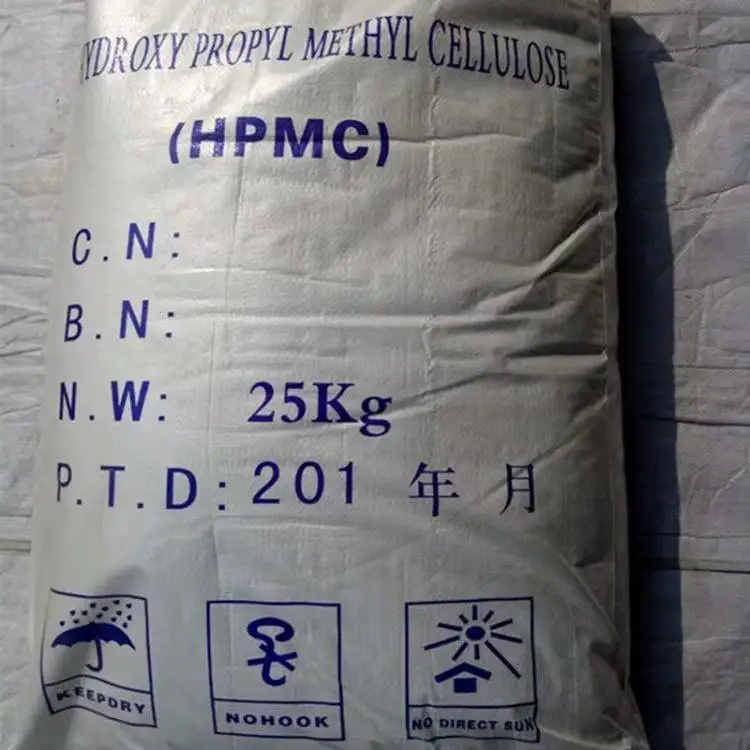 YDROXY PROPYL METHYL CELLULOSE
(HPMC)
C.N:
B.N:
N.W: 25Kg
P.T.D:201 年 月
KEEPDRY
NOHOOK
NO DIRECT SUN